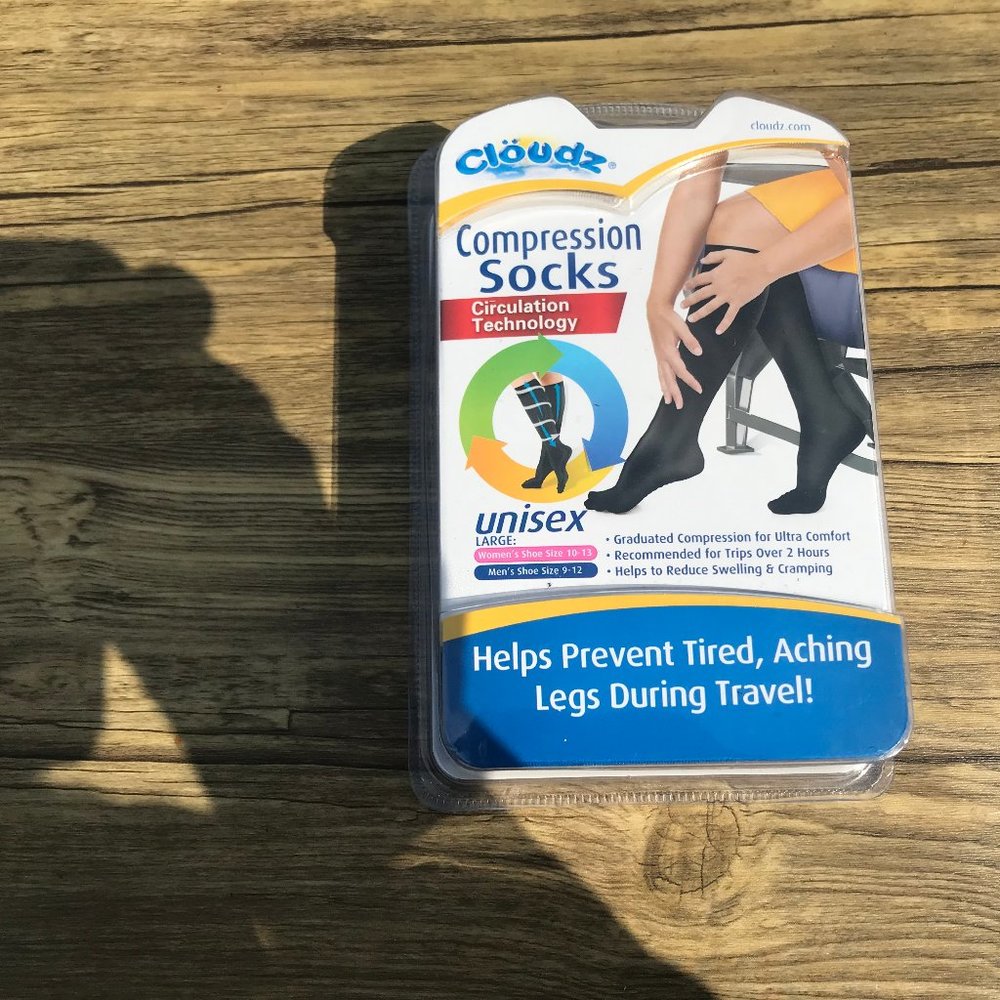 cloudz.com
Clöudz®
Compression
Socks
Circulation
Technology
unisex
LARGE:
Women's Shoe Size 10-13
Men's Shoe Size 9-12
• Graduated Compression for Ultra Comfort
• Recommended for Trips Over 2 Hours
• Helps to Reduce Swelling & Cramping
Helps Prevent Tired, Aching
Legs During Travel!